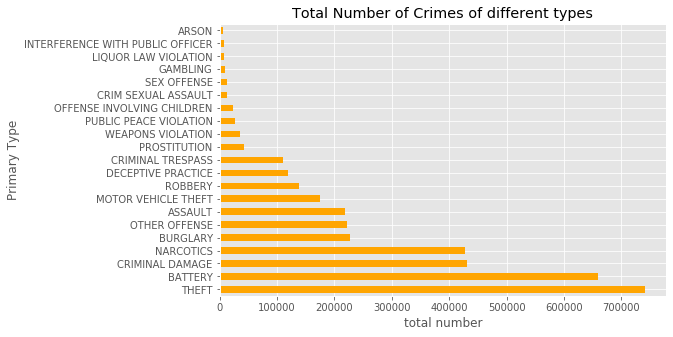 Total Number of Crimes of different types
Primary Type
ARSON
INTERFERENCE WITH PUBLIC OFFICER
LIQUOR LAW VIOLATION
GAMBLING
SEX OFFENSE
CRIM SEXUAL ASSAULT
OFFENSE INVOLVING CHILDREN
PUBLIC PEACE VIOLATION
WEAPONS VIOLATION
PROSTITUTION
CRIMINAL TRESPASS
DECEPTIVE PRACTICE
ROBBERY
MOTOR VEHICLE THEFT
ASSAULT
OTHER OFFENSE
BURGLARY
NARCOTICS
CRIMINAL DAMAGE
BATTERY
THEFT
0 100000 200000 300000 400000 500000 600000 700000
total number